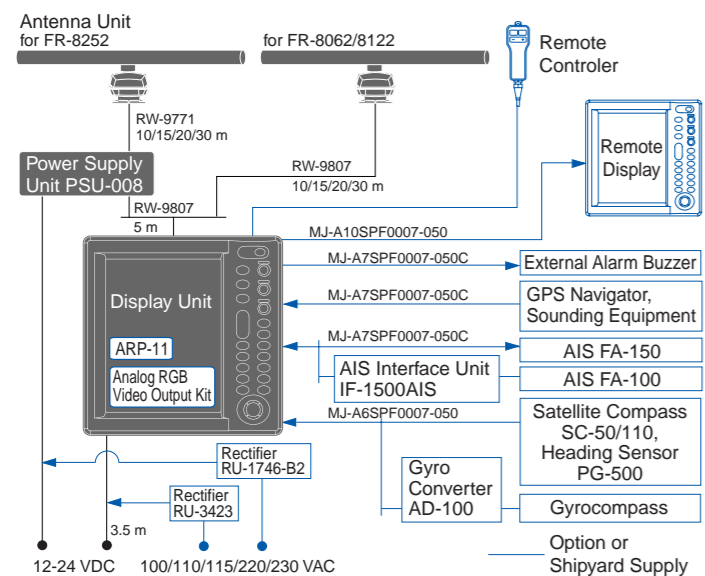 Antenna Unit
for FR-8252
for FR-8062/8122
Remote
Controler
RW-9771
10/15/20/30 m
Remote
Display
Power Supply
Unit PSU-008
RW-9807
10/15/20/30 m
RW-9807
5 m
MJ-A10SPF0007-050
MJ-A7SPF0007-050C
External Alarm Buzzer
Display Unit
MJ-A7SPF0007-050C
GPS Navigator,
Sounding Equipment
ARP-11
MJ-A7SPF0007-050C
AIS FA-150
Analog RGB
Video Output Kit
AIS Interface Unit
IF-1500AIS
AIS FA-100
MJ-A6SPF0007-050
Satellite Compass
SC-50/110,
Heading Sensor
PG-500
Rectifier
RU-1746-B2
Gyro
Converter
AD-100
Rectifier
RU-3423
Gyrocompass
3.5 m
Option or
Shipyard Supply
12-24 VDC
100/110/115/220/230 VAC